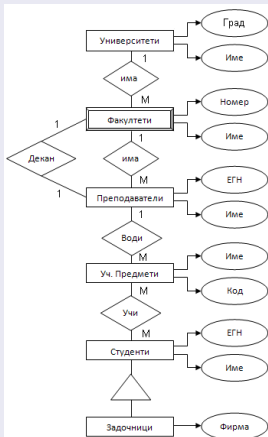 Град
Университети
Име
1
има
М
Номер
Факултети
Име
1
1
Декан
има
М
1
ЕГН
Преподаватели
Име
1
Води
М
Име
Уч. Предмети
Код
М
Учи
М
ЕГН
Студенти
Име
Задочници
Фирма